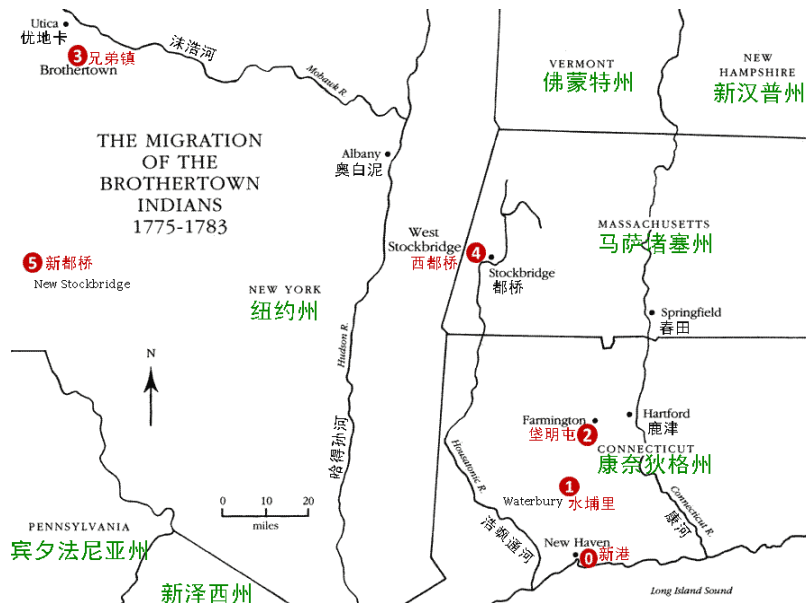 Utica
优地卡
3
兄弟镇
Brothertown
沫浩河
Mohawk R.
VERMONT
佛蒙特州
NEW
HAMPSHIRE
新汉普州
THE MIGRATION
OF THE
BROTHERTOWN
INDIANS
1775-1783
Albany
奥白泥
West
Stockbridge
西都桥
4
Stockbridge
都桥
MASSACHUSETTS
马萨诸塞州
5
新都桥
New Stockbridge
NEW YORK
纽约州
Springfield
春田
N
Hudson R.
哈得孙河
Farmington
垡明屯
2
Hartford
鹿津
CONNECTICUT
康奈狄格州
Housatonic R.
浩飘通河
1
Waterbury
水埔里
Connecticut R.
康河
0
10
20
miles
PENNSYLVANIA
宾夕法尼亚州
新泽西州
New Haven
0
新港
Long Island Sound